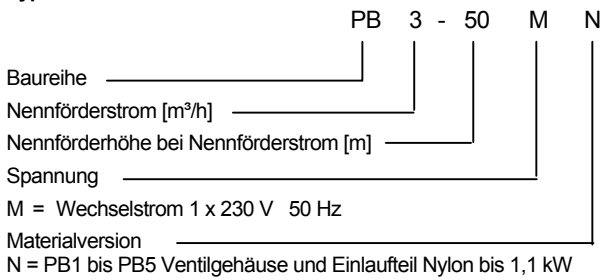 PB 3 - 50 M N
Baureihe
Nennförderstrom [m³/h]
Nennförderhöhe bei Nennförderstrom [m]
Spannung
M = Wechselstrom 1 x 230 V 50 Hz
Materialversion
N = PB1 bis PB5 Ventilgehäuse und Einlaufteil Nylon bis 1,1 kW